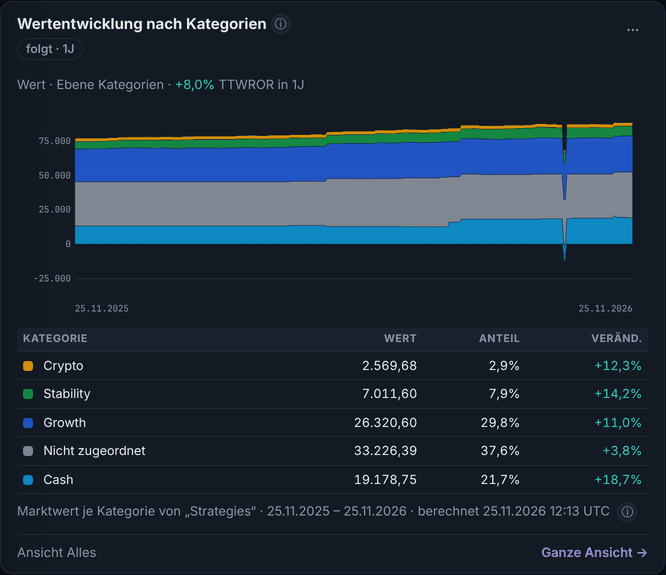 Wertentwicklung nach Kategorien ⓘ
...
folgt · 1J
Wert · Ebene Kategorien · +8,0% TTWROR in 1J
75.000
50.000
25.000
0
-25.000
25.11.2025 25.11.2026
KATEGORIE WERT ANTEIL VERÄND.
Crypto 2.569,68 2,9% +12,3%
Stability 7.011,60 7,9% +14,2%
Growth 26.320,60 29,8% +11,0%
Nicht zugeordnet 33.226,39 37,6% +3,8%
Cash 19.178,75 21,7% +18,7%
Marktwert je Kategorie von „Strategies“ · 25.11.2025 – 25.11.2026 · berechnet 25.11.2026 12:13 UTC ⓘ
Ansicht Alles Ganze Ansicht →